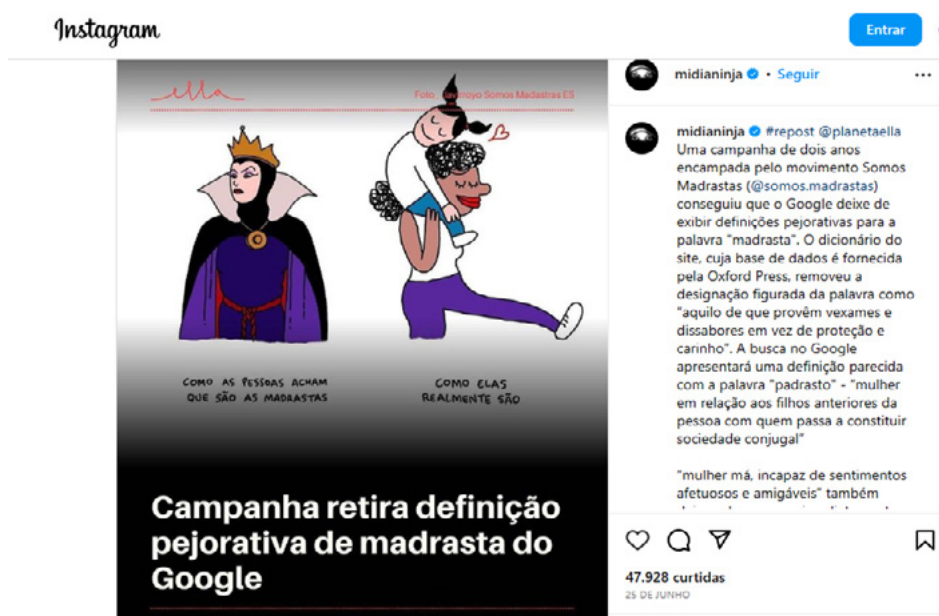 Instagram
Entrar
ella
Foto Javirroyo Somos Madastras ES
COMO AS PESSOAS ACHAM
QUE SÃO AS MADRASTAS
COMO ELAS
REALMENTE SÃO
Campanha retira definição
pejorativa de madrasta do
Google
midianinja • Seguir
midianinja #repost @planetaella
Uma campanha de dois anos
encampada pelo movimento Somos
Madrastas (@somos.madrastas)
conseguiu que o Google deixe de
exibir definições pejorativas para a
palavra "madrasta". O dicionário do
site, cuja base de dados é fornecida
pela Oxford Press, removeu a
designação figurada da palavra como
"aquilo de que provêm vexames e
dissabores em vez de proteção e
carinho". A busca no Google
apresentará uma definição parecida
com a palavra "padrasto" - "mulher
em relação aos filhos anteriores da
pessoa com quem passa a constituir
sociedade conjugal"
"mulher má, incapaz de sentimentos
afetuosos e amigáveis" também
47.928 curtidas
25 DE JUNHO